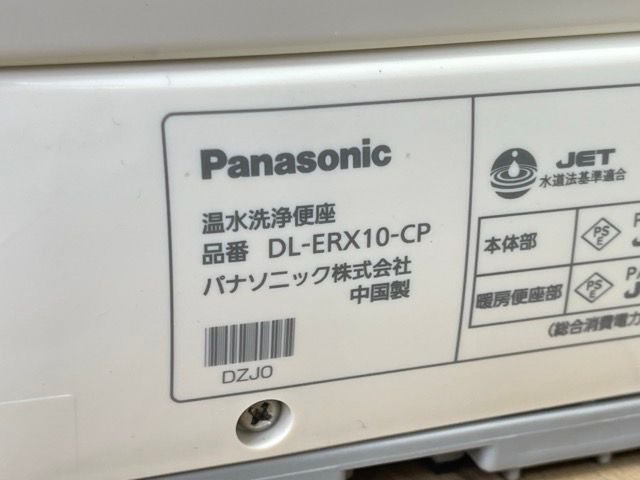 Panasonic
温水洗浄便座
品番 DL-ERX10-CP
パナソニック株式会社
中国製
DZJ0
JET
水道法基準適合
本体部 PS E
暖房便座部 PS E
(総合消費電力